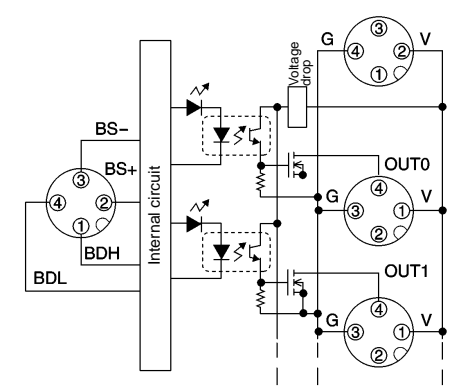 G
V
③
④
②
①
Voltage
drop
BS−
BS+
BDH
BDL
③
④
②
①
Internal circuit
OUT0
G
V
④
③
①
②
OUT1
G
V
④
③
①
②